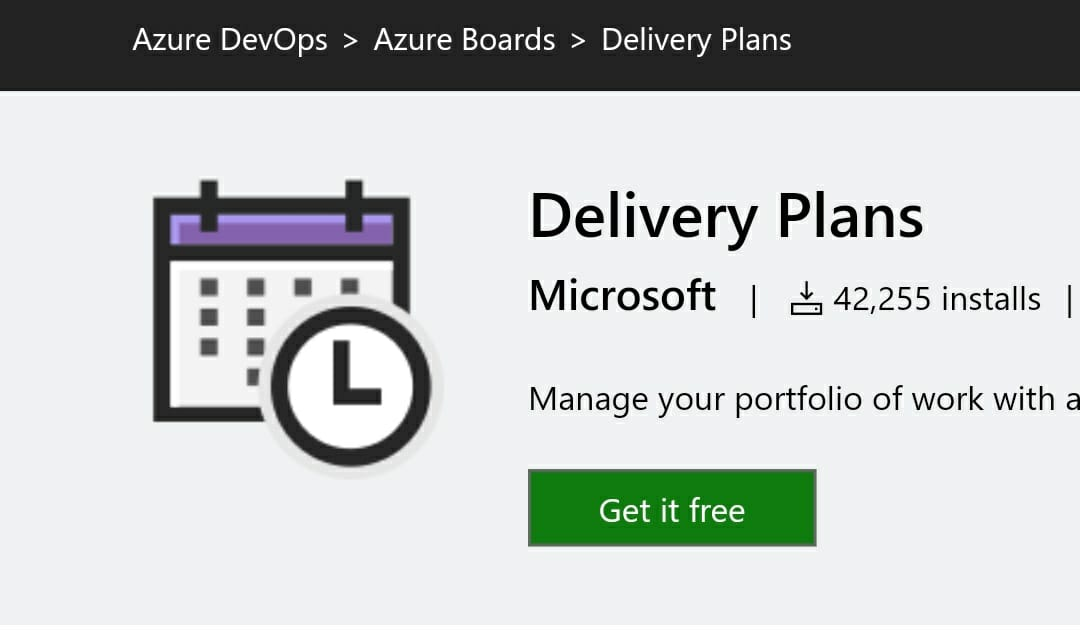 Azure DevOps > Azure Boards > Delivery Plans
Delivery Plans
Microsoft | 42,255 installs |
Manage your portfolio of work with a
Get it free